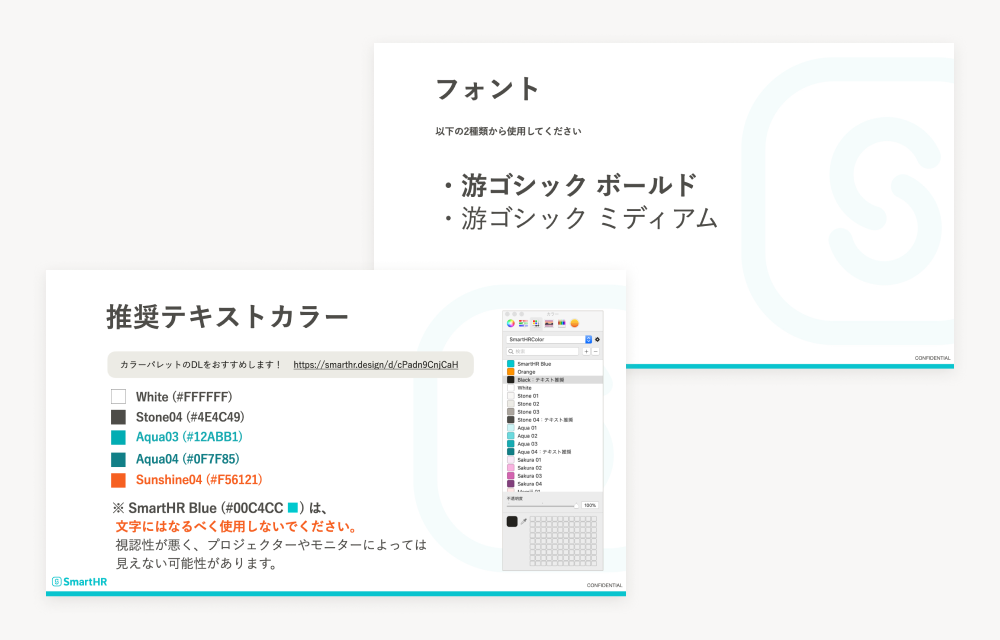 フォント
以下の2種類から使用してください
・游ゴシック ボールド
・游ゴシック ミディアム
CONFIDENTIAL
推奨テキストカラー
カラーパレットのDLをおすすめします！ https://smarthr.design/d/cPadn9CnjCaH
White (#FFFFFF)
Stone04 (#4E4C49)
Aqua03 (#12ABB1)
Aqua04 (#0F7F85)
Sunshine04 (#F56121)
※ SmartHR Blue (#00C4CC ■) は、
文字にはなるべく使用しないでください。
視認性が悪く、プロジェクターやモニターによっては
見えない可能性があります。
カラー
SmartHRColor
検索
SmartHR Blue
Orange
Black：テキスト推奨
White
Stone 01
Stone 02
Stone 03
Stone 04：テキスト推奨
Aqua 01
Aqua 02
Aqua 03
Aqua 04：テキスト推奨
Sakura 01
Sakura 02
Sakura 03
Sakura 04
不透明度
100%
SmartHR
CONFIDENTIAL